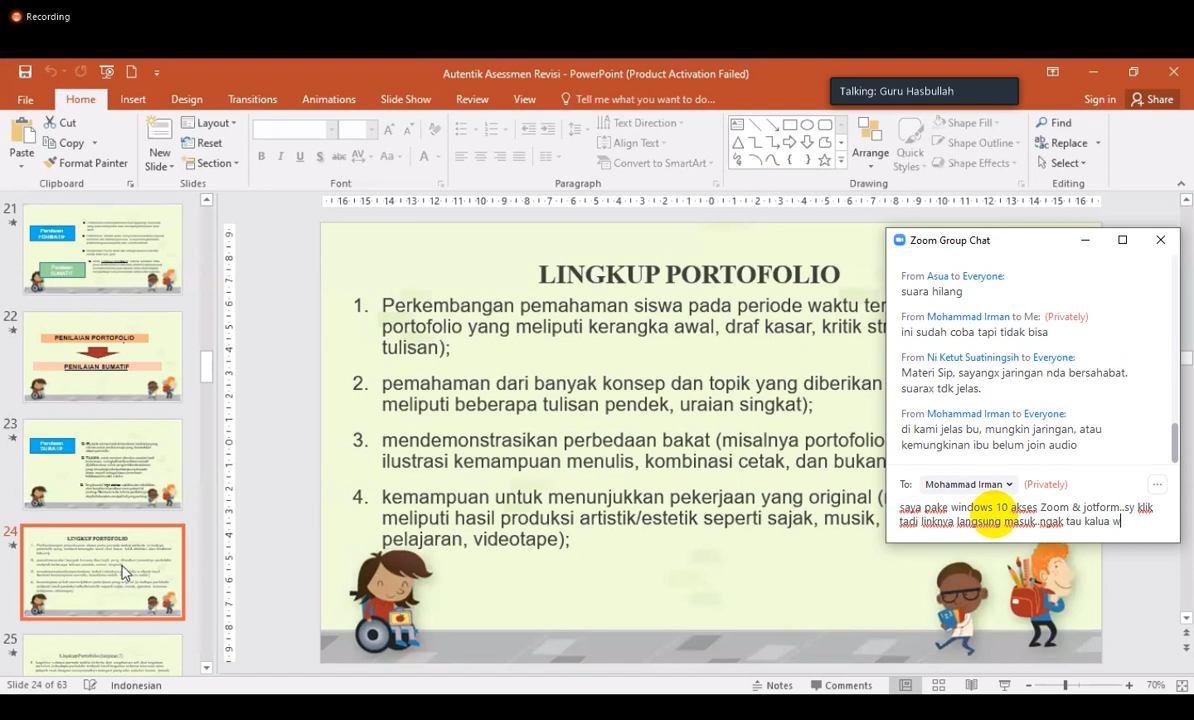 Recording
Autentik Asessmen Revisi - PowerPoint (Product Activation Failed)
Talking: Guru Hasbullah
File Home Insert Design Transitions Animations Slide Show Review View Tell me what you want to do... Sign in Share
Paste
Cut
Copy
Format Painter
Clipboard
New Slide
Layout
Reset
Section
Slides
Font
Text Direction
Align Text
Convert to SmartArt
Paragraph
Arrange
Quick Styles
Shape Fill
Shape Outline
Shape Effects
Drawing
Find
Replace
Select
Editing
21
Penilaian
FORMATIF
Penilaian
SUMATIF
22
PENILAIAN PORTOFOLIO
PENILAIAN SUMATIF
23
24
LINGKUP PORTOFOLIO
25
LINGKUP PORTOFOLIO
1. Perkembangan pemahaman siswa pada periode waktu ter
portofolio yang meliputi kerangka awal, draf kasar, kritik str
tulisan);
2. pemahaman dari banyak konsep dan topik yang diberikan
meliputi beberapa tulisan pendek, uraian singkat);
3. mendemonstrasikan perbedaan bakat (misalnya portofolio
ilustrasi kemampuan menulis, kombinasi cetak, dan bukan
4. kemampuan untuk menunjukkan pekerjaan yang original (
meliputi hasil produksi artistik/estetik seperti sajak, musik,
pelajaran, videotape);
Zoom Group Chat
From Asua to Everyone:
suara hilang
From Mohammad Irman to Me: (Privately)
ini sudah coba tapi tidak bisa
From Ni Ketut Suatiningsih to Everyone:
Materi Sip, sayangx jaringan nda bersahabat.
suarax tdk jelas.
From Mohammad Irman to Everyone:
di kami jelas bu, mungkin jaringan, atau
kemungkinan ibu belum join audio
To: Mohammad Irman (Privately)
saya pake windows 10 akses Zoom & jotform..sy klik
tadi linknya langsung masuk..ngak tau kalua w
Slide 24 of 63 Indonesian Notes Comments 70%